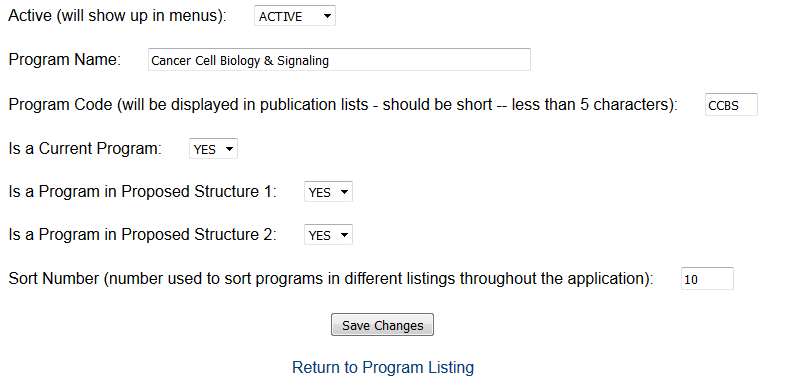 Active (will show up in menus): ACTIVE
Program Name: Cancer Cell Biology & Signaling
Program Code (will be displayed in publication lists - should be short -- less than 5 characters): CCBS
Is a Current Program: YES
Is a Program in Proposed Structure 1: YES
Is a Program in Proposed Structure 2: YES
Sort Number (number used to sort programs in different listings throughout the application): 10
Save Changes
Return to Program Listing